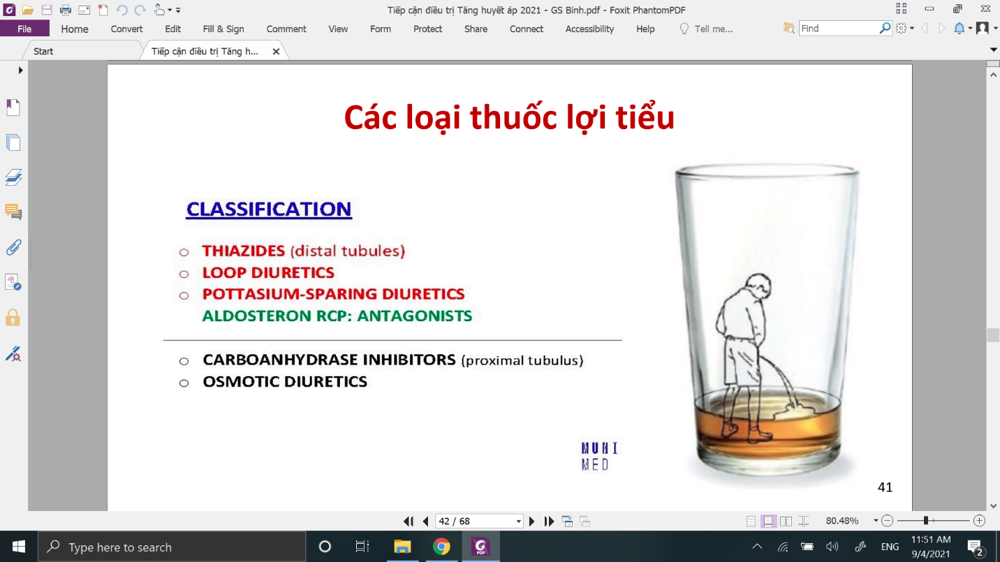 Tiếp cận điều trị Tăng huyết áp 2021 - GS Binh.pdf - Foxit PhantomPDF
File Home Convert Edit Fill & Sign Comment View Form Protect Share Connect Accessibility Help Tell me... Find
Start Tiếp cận điều trị Tăng h...
Các loại thuốc lợi tiểu
CLASSIFICATION
THIAZIDES (distal tubules)
LOOP DIURETICS
POTTASIUM-SPARING DIURETICS
ALDOSTERON RCP: ANTAGONISTS
CARBOANHYDRASE INHIBITORS (proximal tubulus)
OSMOTIC DIURETICS
MUNI
MED
41
42 / 68 80.48%
Type here to search ENG 11:51 AM
9/4/2021 2